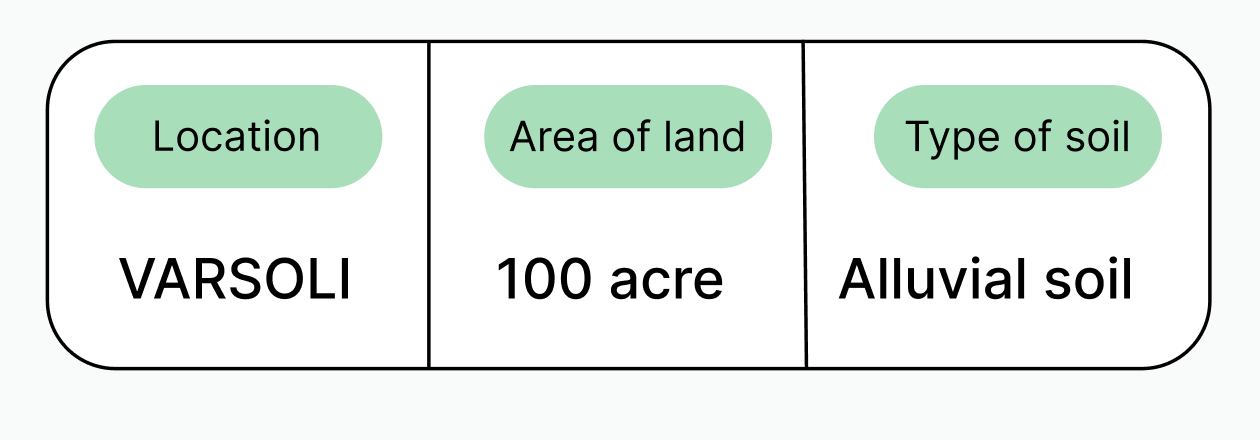 Location
Area of land
Type of soil
VARSOLI
100 acre
Alluvial soil